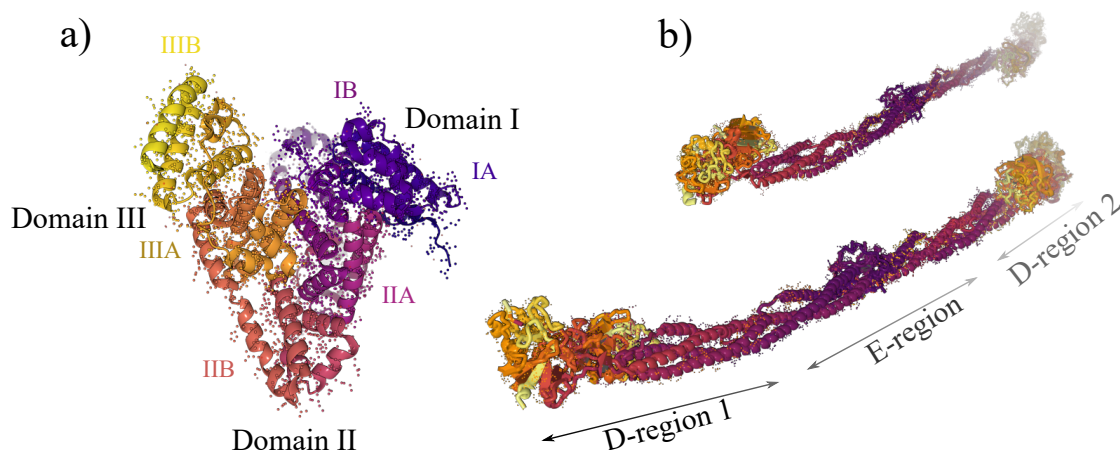 a)
IIIB
IB
Domain I
IA
Domain III
IIIA
IIA
IIB
Domain II
b)
D-region 2
E-region
D-region 1